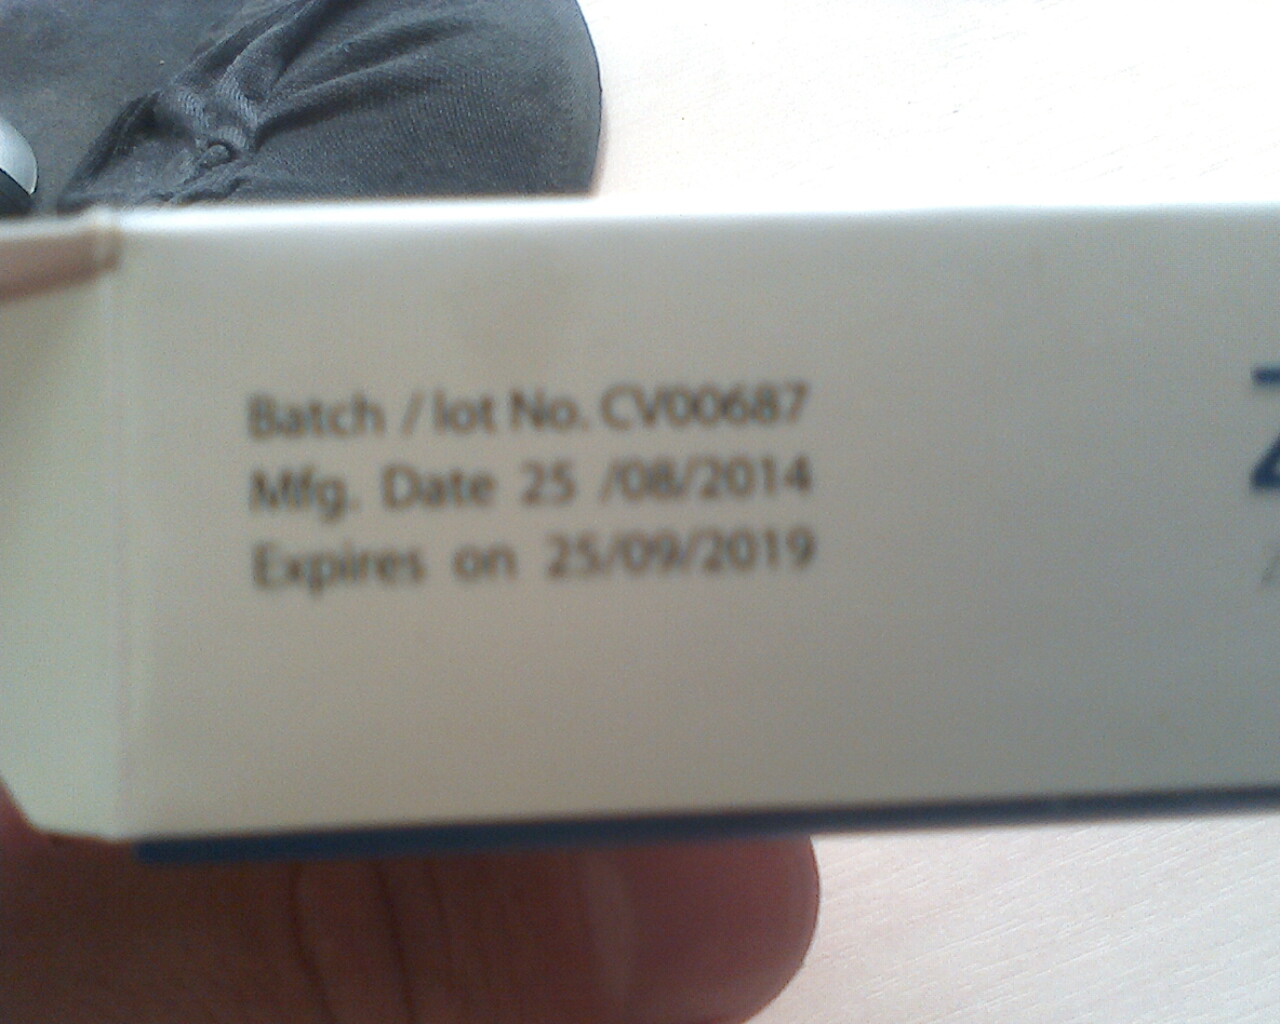 Batch / lot No. CV00687
Mfg. Date 25 /08/2014
Expires on 25/09/2019